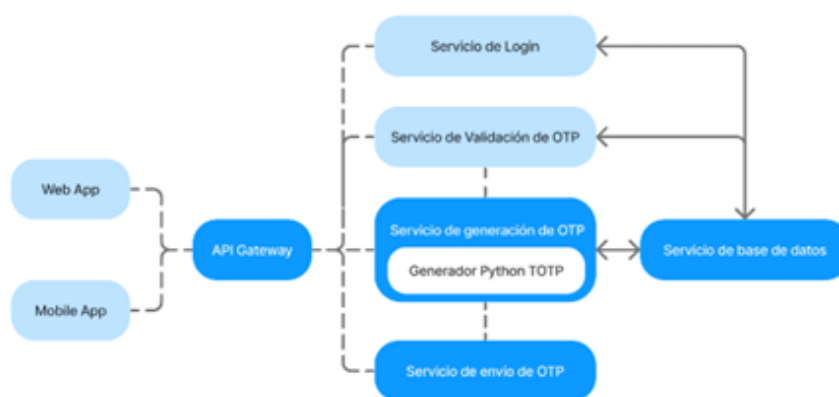 Servicio de Login
Servicio de Validación de OTP
Web App
Servicio de generación de OTP
API Gateway
Servicio de base de datos
Generador Python TOTP
Mobile App
Servicio de envío de OTP